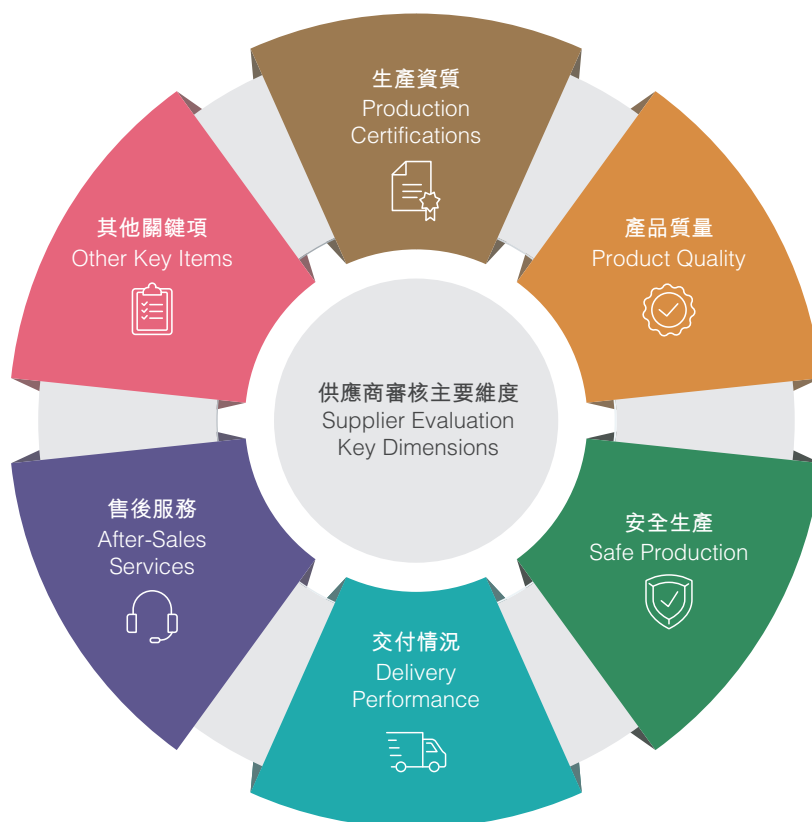 生產資質
Production
Certifications
產品質量
Product Quality
安全生產
Safe Production
交付情況
Delivery
Performance
售後服務
After-Sales
Services
其他關鍵項
Other Key Items
供應商審核主要維度
Supplier Evaluation
Key Dimensions